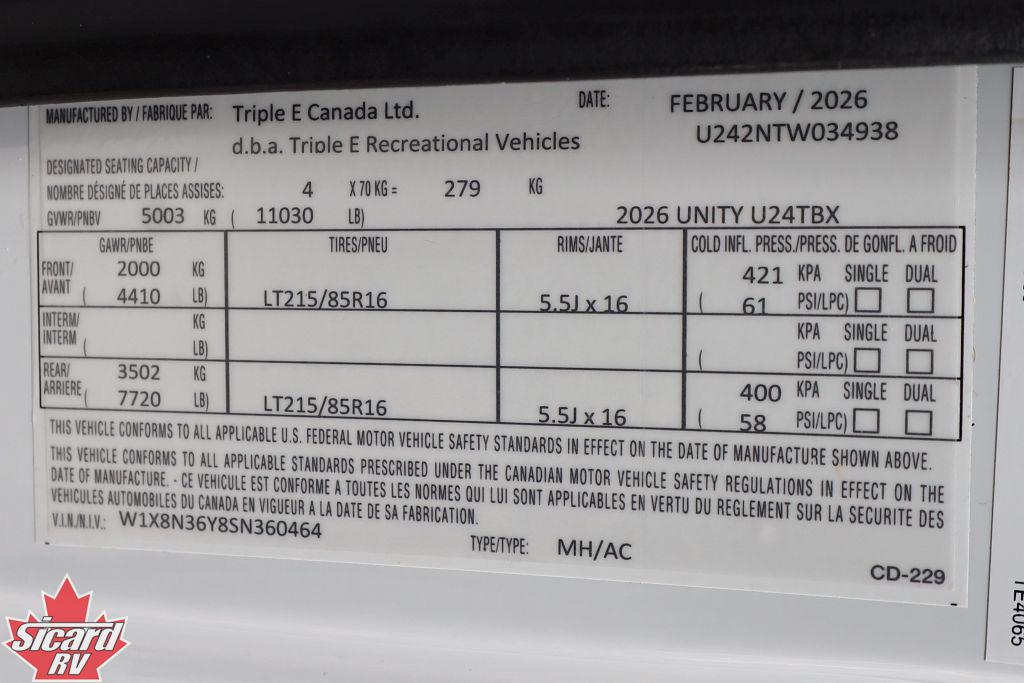 MANUFACTURED BY / FABRIQUE PAR: Triple E Canada Ltd. DATE: FEBRUARY / 2026
d.b.a. Triple E Recreational Vehicles U242NTW034938
DESIGNATED SEATING CAPACITY /
NOMBRE DÉSIGNÉ DE PLACES ASSISES: 4 X 70 KG = 279 KG
GVWR/PNBV 5003 KG ( 11030 LB) 2026 UNITY U24TBX
GAWR/PNBE TIRES/PNEU RIMS/JANTE COLD INFL. PRESS./PRESS. DE GONFL. A FROID
FRONT/ 2000 KG 421 KPA SINGLE DUAL
AVANT ( 4410 LB) LT215/85R16 5.5J x 16 ( 61 PSI/LPC)
INTERM/ KG KPA SINGLE DUAL
INTERM ( LB) ( PSI/LPC)
REAR/ 3502 KG 400 KPA SINGLE DUAL
ARRIERE ( 7720 LB) LT215/85R16 5.5J x 16 ( 58 PSI/LPC)
THIS VEHICLE CONFORMS TO ALL APPLICABLE U.S. FEDERAL MOTOR VEHICLE SAFETY STANDARDS IN EFFECT ON THE DATE OF MANUFACTURE SHOWN ABOVE.
THIS VEHICLE CONFORMS TO ALL APPLICABLE STANDARDS PRESCRIBED UNDER THE CANADIAN MOTOR VEHICLE SAFETY REGULATIONS IN EFFECT ON THE
DATE OF MANUFACTURE. - CE VEHICULE EST CONFORME A TOUTES LES NORMES QUI LUI SONT APPLICABLES EN VERTU DU REGLEMENT SUR LA SECURITE DES
VEHICULES AUTOMOBILES DU CANADA EN VIGUEUR A LA DATE DE SA FABRICATION.
V.I.N./N.I.V.: W1X8N36Y8SN360464
TYPE/TYPE: MH/AC
CD-229
TE4065
Sicard
RV